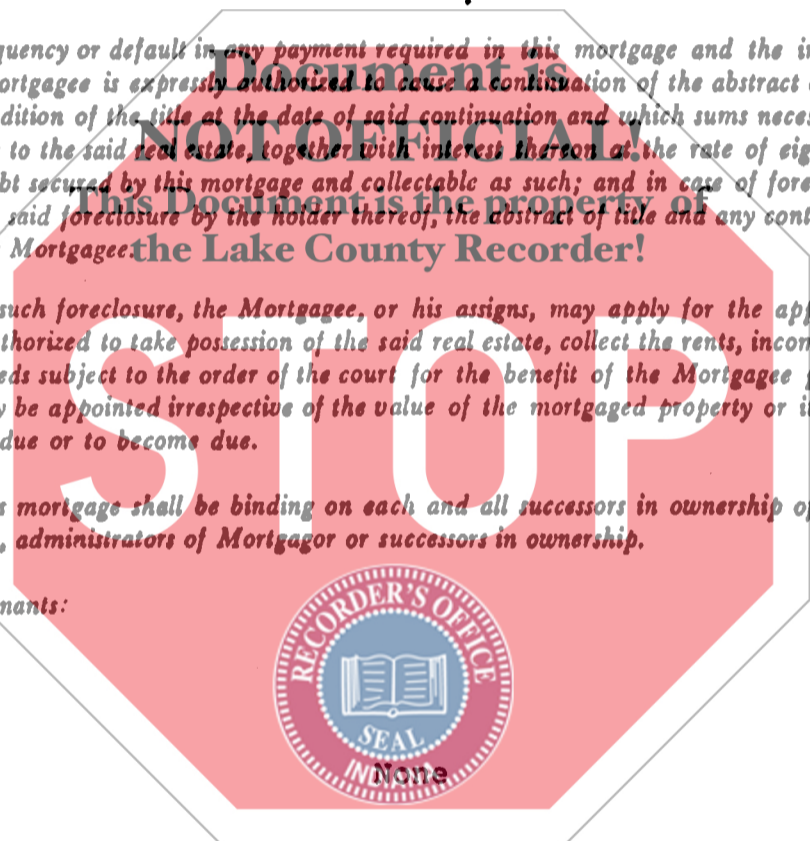 quency or default in any payment required in this mortgage and the i
ortgagee is expressly authorized to cause a continuation of the abstract
dition of the title at the date of said continuation and which sums nece
to the said real estate, together with interest thereon at the rate of eig
bt secured by this mortgage and collectable as such; and in case of fore
said foreclosure by the holder thereof, the abstract of title and any cont
Mortgagee.
Document is
NOT OFFICIAL!
This Document is the property of
the Lake County Recorder!
such foreclosure, the Mortgagee, or his assigns, may apply for the app
thorized to take possession of the said real estate, collect the rents, incom
eds subject to the order of the court for the benefit of the Mortgagee
y be appointed irrespective of the value of the mortgaged property or i
due or to become due.
STOP
s mortgage shall be binding on each and all successors in ownership o
, administrators of Mortgagor or successors in ownership.
nants:
RECORDER'S OFFICE
SEAL
INDIANA
None